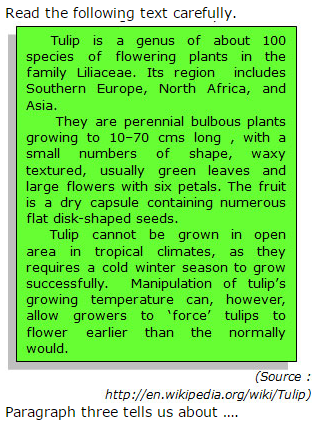 Read the following text carefully.
Tulip is a genus of about 100
species of flowering plants in the
family Liliaceae. Its region includes
Southern Europe, North Africa, and
Asia.
They are perennial bulbous plants
growing to 10–70 cms long , with a
small numbers of shape, waxy
textured, usually green leaves and
large flowers with six petals. The fruit
is a dry capsule containing numerous
flat disk-shaped seeds.
Tulip cannot be grown in open
area in tropical climates, as they
requires a cold winter season to grow
successfully. Manipulation of tulip's
growing temperature can, however,
allow growers to ‘force’ tulips to
flower earlier than the normally
would.
(Source :
http://en.wikipedia.org/wiki/Tulip)
Paragraph three tells us about ....